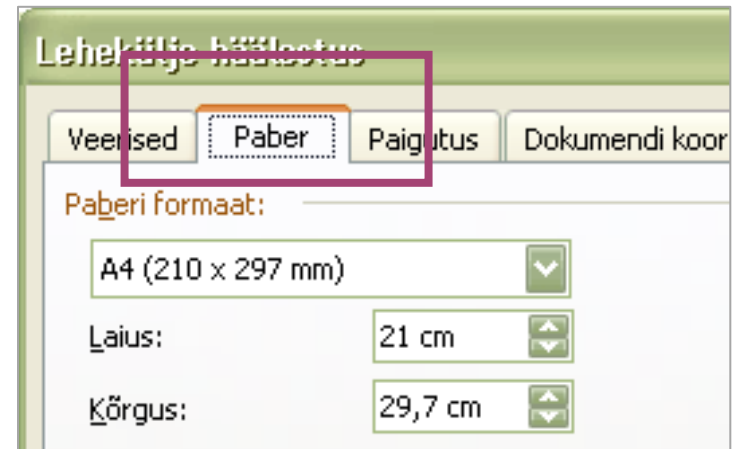 Lehekülje häälestus
Veerised Paber Paigutus Dokumendi koor
Paberi formaat:
A4 (210 x 297 mm)
Laius: 21 cm
Kõrgus: 29,7 cm